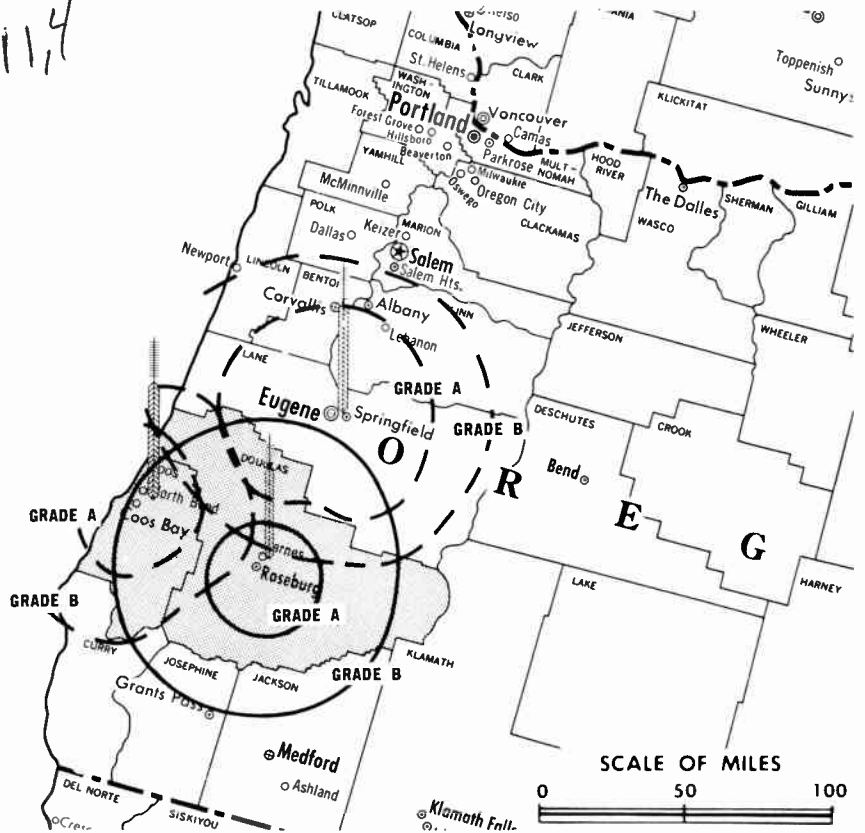 11,4
CLATSOP
COLUMBIA
Longview
St. Helens
CLARK
Toppenish
Sunny
TILLAMOOK
WASH-
INGTON
KLICKITAT
Portland
Vancouver
Camas
Forest Grove
Hillsboro
Beaverton
Parkrose
MULT-
NOMAH
HOOD
RIVER
YAMHILL
Milwaukie
Oswego
Oregon City
McMinnville
The Dalles
SHERMAN
GILLIAM
POLK
MARION
CLACKAMAS
WASCO
Dallas
Keizer
Salem
Salem Hts.
Newport
LINCOLN
BENTO
Corvallis
Albany
LINN
Lebanon
JEFFERSON
WHEELER
LANE
GRADE A
Eugene
Springfield
GRADE B
DESCHUTES
CROOK
O R E G
Bend
DOUGLAS
COOS
North Bend
Coos Bay
GRADE A
Roseburg
LAKE
HARNEY
GRADE B
GRADE A
CURRY
KLAMATH
JOSEPHINE
JACKSON
GRADE B
Grants Pass
Medford
Ashland
SCALE OF MILES
0 50 100
DEL NORTE
SISKIYOU
Klamath Falls